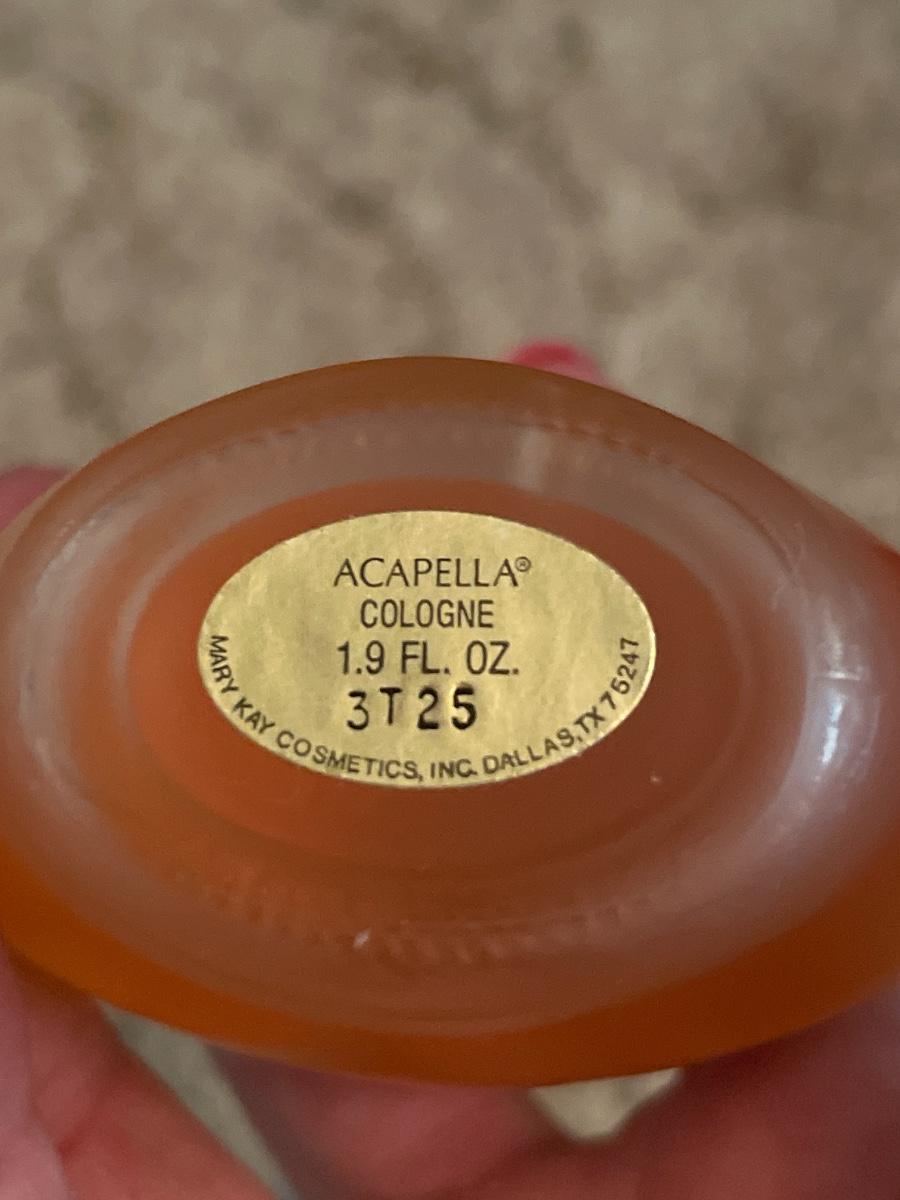 ACAPELLA®
COLOGNE
1.9 FL. OZ.
3T25
MARY KAY COSMETICS, INC. DALLAS, TX 75247